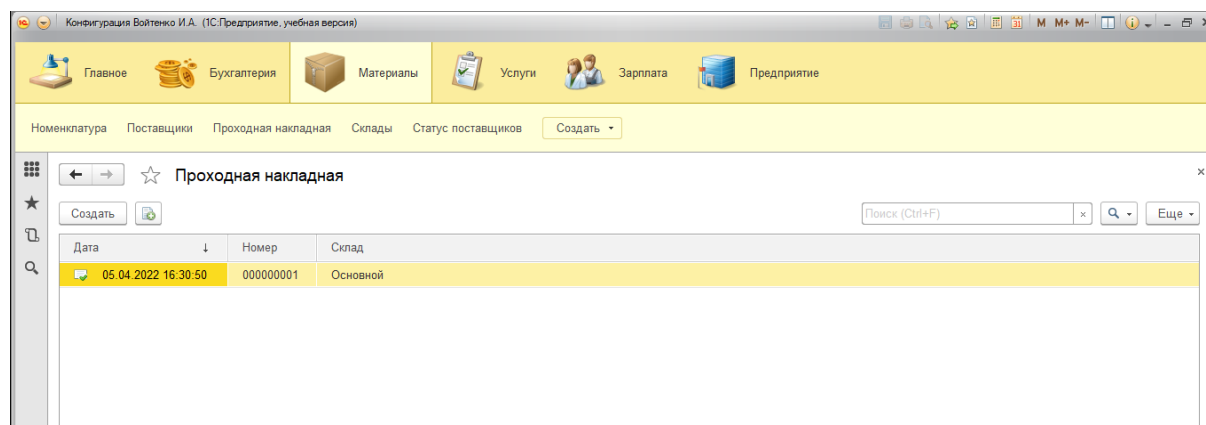 Конфигурация Войтенко И.А. (1С:Предприятие, учебная версия) M M+ M-
Главное Бухгалтерия Материалы Услуги Зарплата Предприятие
Номенклатура Поставщики Проходная накладная Склады Статус поставщиков Создать
Проходная накладная
Создать Поиск (Ctrl+F) Еще
Дата Номер Склад
05.04.2022 16:30:50 000000001 Основной